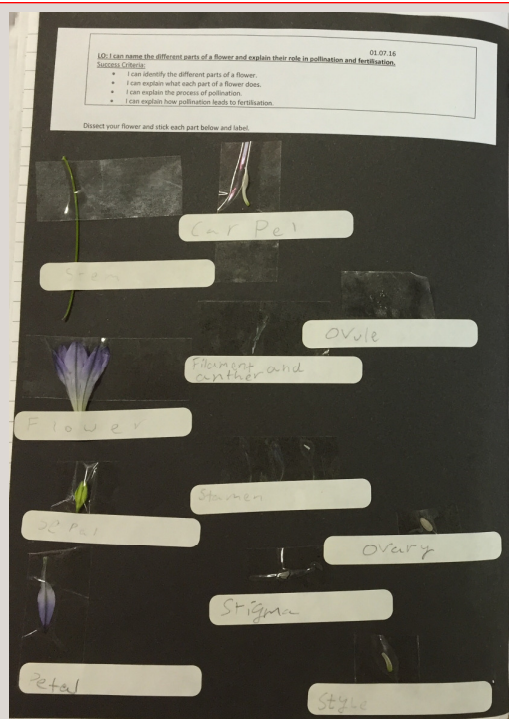 01.07.16
LO: I can name the different parts of a flower and explain their role in pollination and fertilisation.
Success Criteria:
• I can identify the different parts of a flower.
• I can explain what each part of a flower does.
• I can explain the process of pollination.
• I can explain how pollination leads to fertilisation.
Dissect your flower and stick each part below and label.
Car Pel
Stem
Ovule
Filament and
anther
Flower
Stamen
Se Pal
Ovary
Stigma
Petal
Style